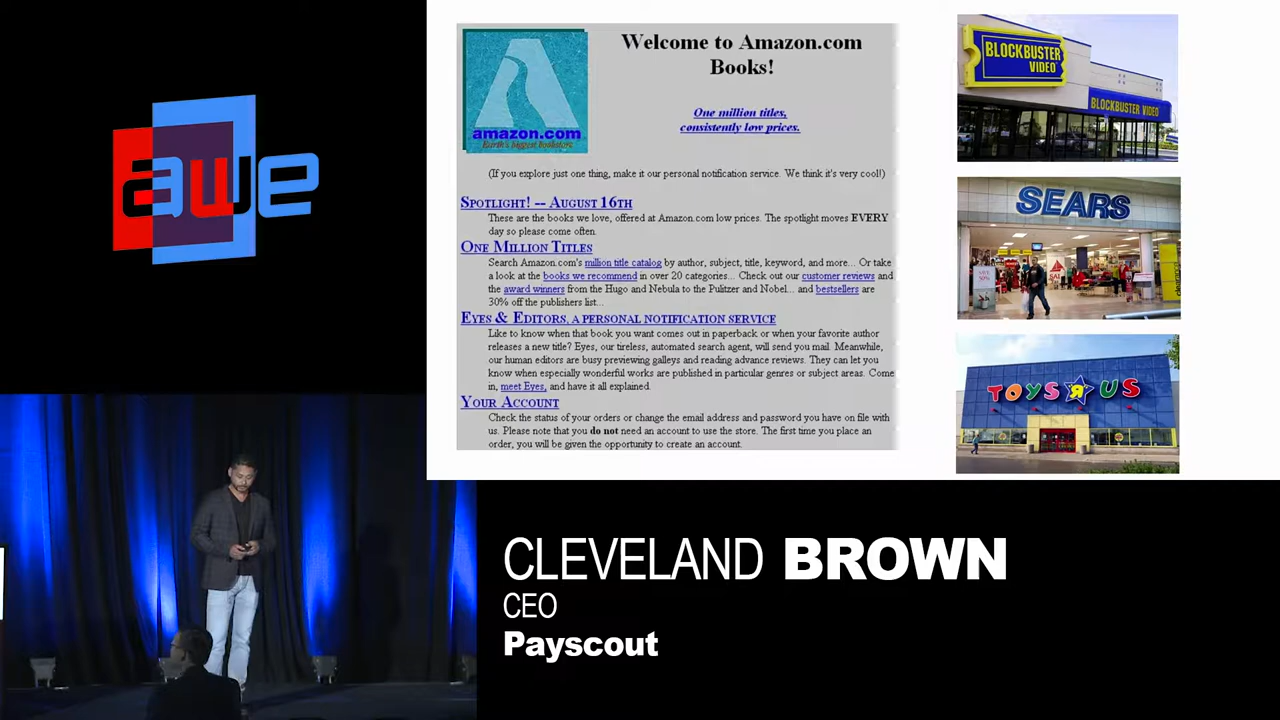 awe
Welcome to Amazon.com
Books!
amazon.com
Earth's biggest bookstore
One million titles,
consistently low prices.
(If you explore just one thing, make it our personal notification service. We think it's very cool!)
SPOTLIGHT! -- AUGUST 16TH
These are the books we love, offered at Amazon.com low prices. The spotlight moves EVERY
day so please come often.
ONE MILLION TITLES
Search Amazon.com's million title catalog by author, subject, title, keyword, and more... Or take
a look at the books we recommend in over 20 categories... Check out our customer reviews and
the award winners from the Hugo and Nebula to the Pulitzer and Nobel... and bestsellers are
30% off the publishers list...
EYES & EDITORS, A PERSONAL NOTIFICATION SERVICE
Like to know when that book you want comes out in paperback or when your favorite author
releases a new title? Eyes, our tireless, automated search agent, will send you mail. Meanwhile,
our human editors are busy previewing galleys and reading advance reviews. They can let you
know when especially wonderful works are published in particular genres or subject areas. Come
in, meet Eyes, and have it all explained.
YOUR ACCOUNT
Check the status of your orders or change the email address and password you have on file with
us. Please note that you do not need an account to use the store. The first time you place an
order, you will be given the opportunity to create an account.
BLOCKBUSTER
VIDEO
BLOCKBUSTER VIDEO
SEARS
SALE
TOYS R US
CLEVELAND BROWN
CEO
Payscout